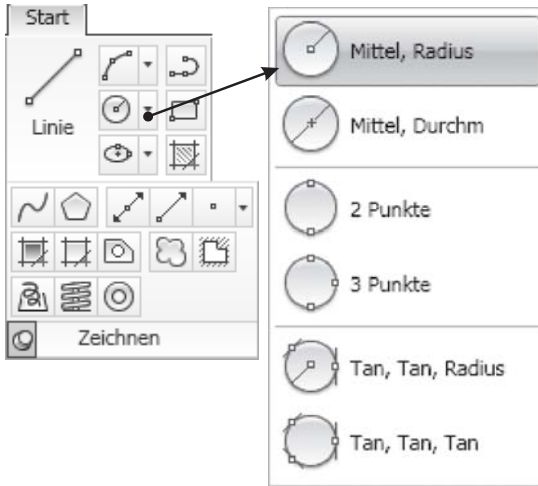 Start
Linie
Zeichnen
Mittel, Radius
Mittel, Durchm
2 Punkte
3 Punkte
Tan, Tan, Radius
Tan, Tan, Tan